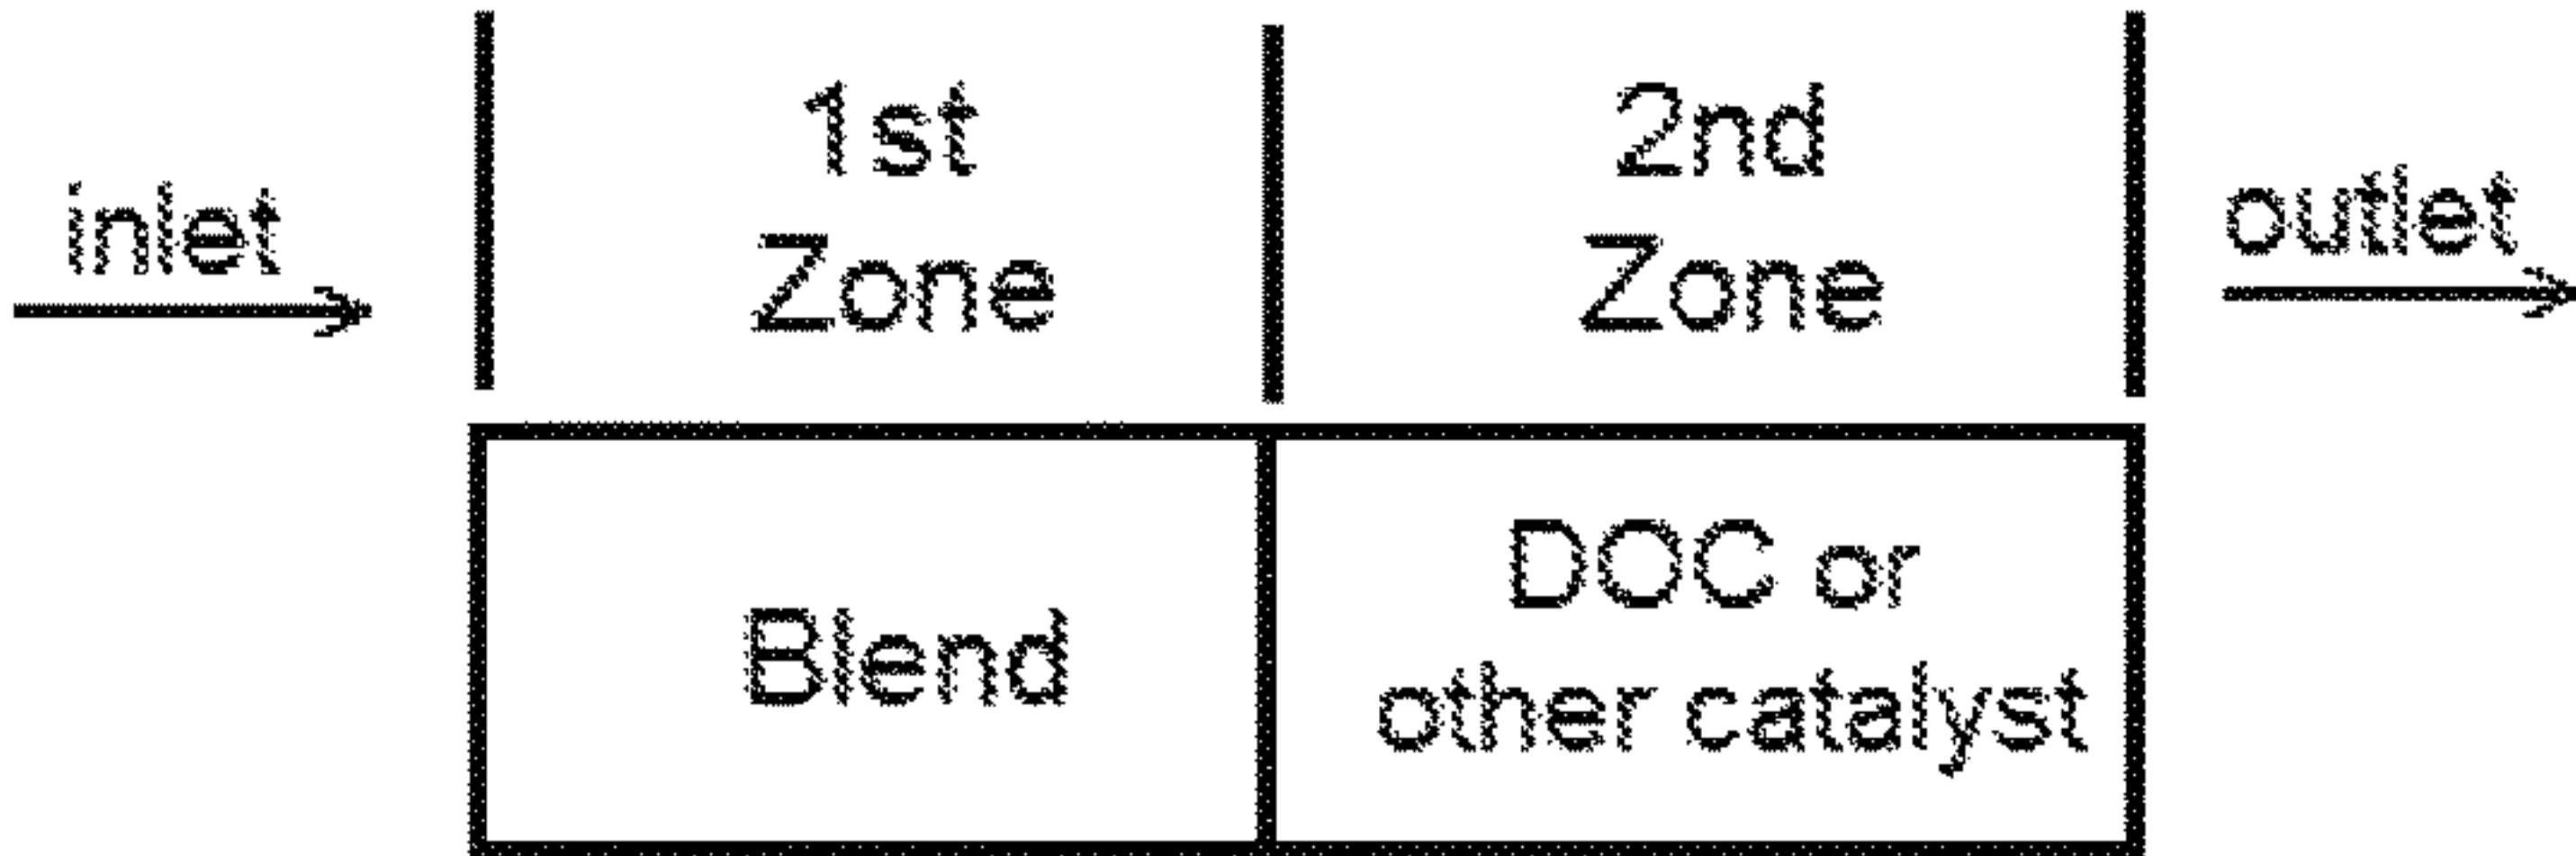 inlet
1st
Zone
2nd
Zone
outlet
Blend
DOC or
other catalyst